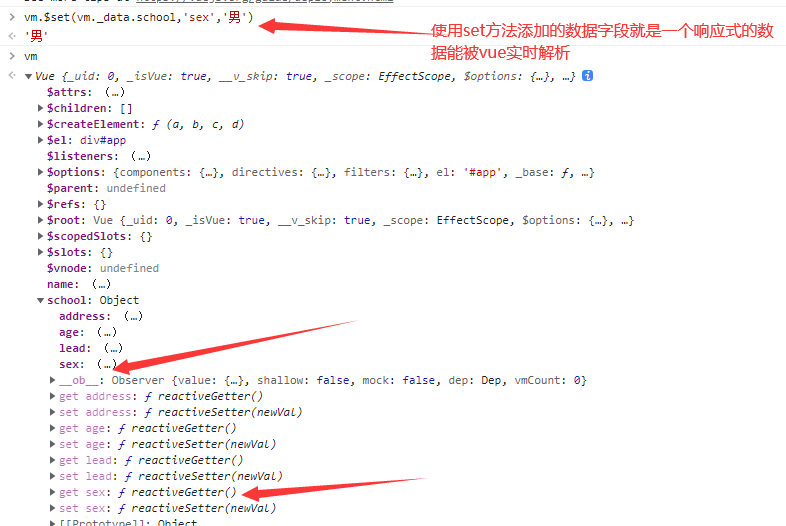 vm.$set(vm._data.school,'sex','男')
使用set方法添加的数据字段就是一个响应式的数
据能被vue实时解析
'男'
vm
Vue {_uid: 0, _isVue: true, __v_skip: true, _scope: EffectScope, $options: {…}, …}
$attrs: (…)
$children: []
$createElement: ƒ (a, b, c, d)
$el: div#app
$listeners: (…)
$options: {components: {…}, directives: {…}, filters: {…}, el: '#app', _base: ƒ, …}
$parent: undefined
$refs: {}
$root: Vue {_uid: 0, _isVue: true, __v_skip: true, _scope: EffectScope, $options: {…}, …}
$scopedSlots: {}
$slots: {}
$vnode: undefined
name: (…)
school: Object
address: (…)
age: (…)
lead: (…)
sex: (…)
__ob__: Observer {value: {…}, shallow: false, mock: false, dep: Dep, vmCount: 0}
get address: ƒ reactiveGetter()
set address: ƒ reactiveSetter(newVal)
get age: ƒ reactiveGetter()
set age: ƒ reactiveSetter(newVal)
get lead: ƒ reactiveGetter()
set lead: ƒ reactiveSetter(newVal)
get sex: ƒ reactiveGetter()
set sex: ƒ reactiveSetter(newVal)
[[Prototype]]: Object